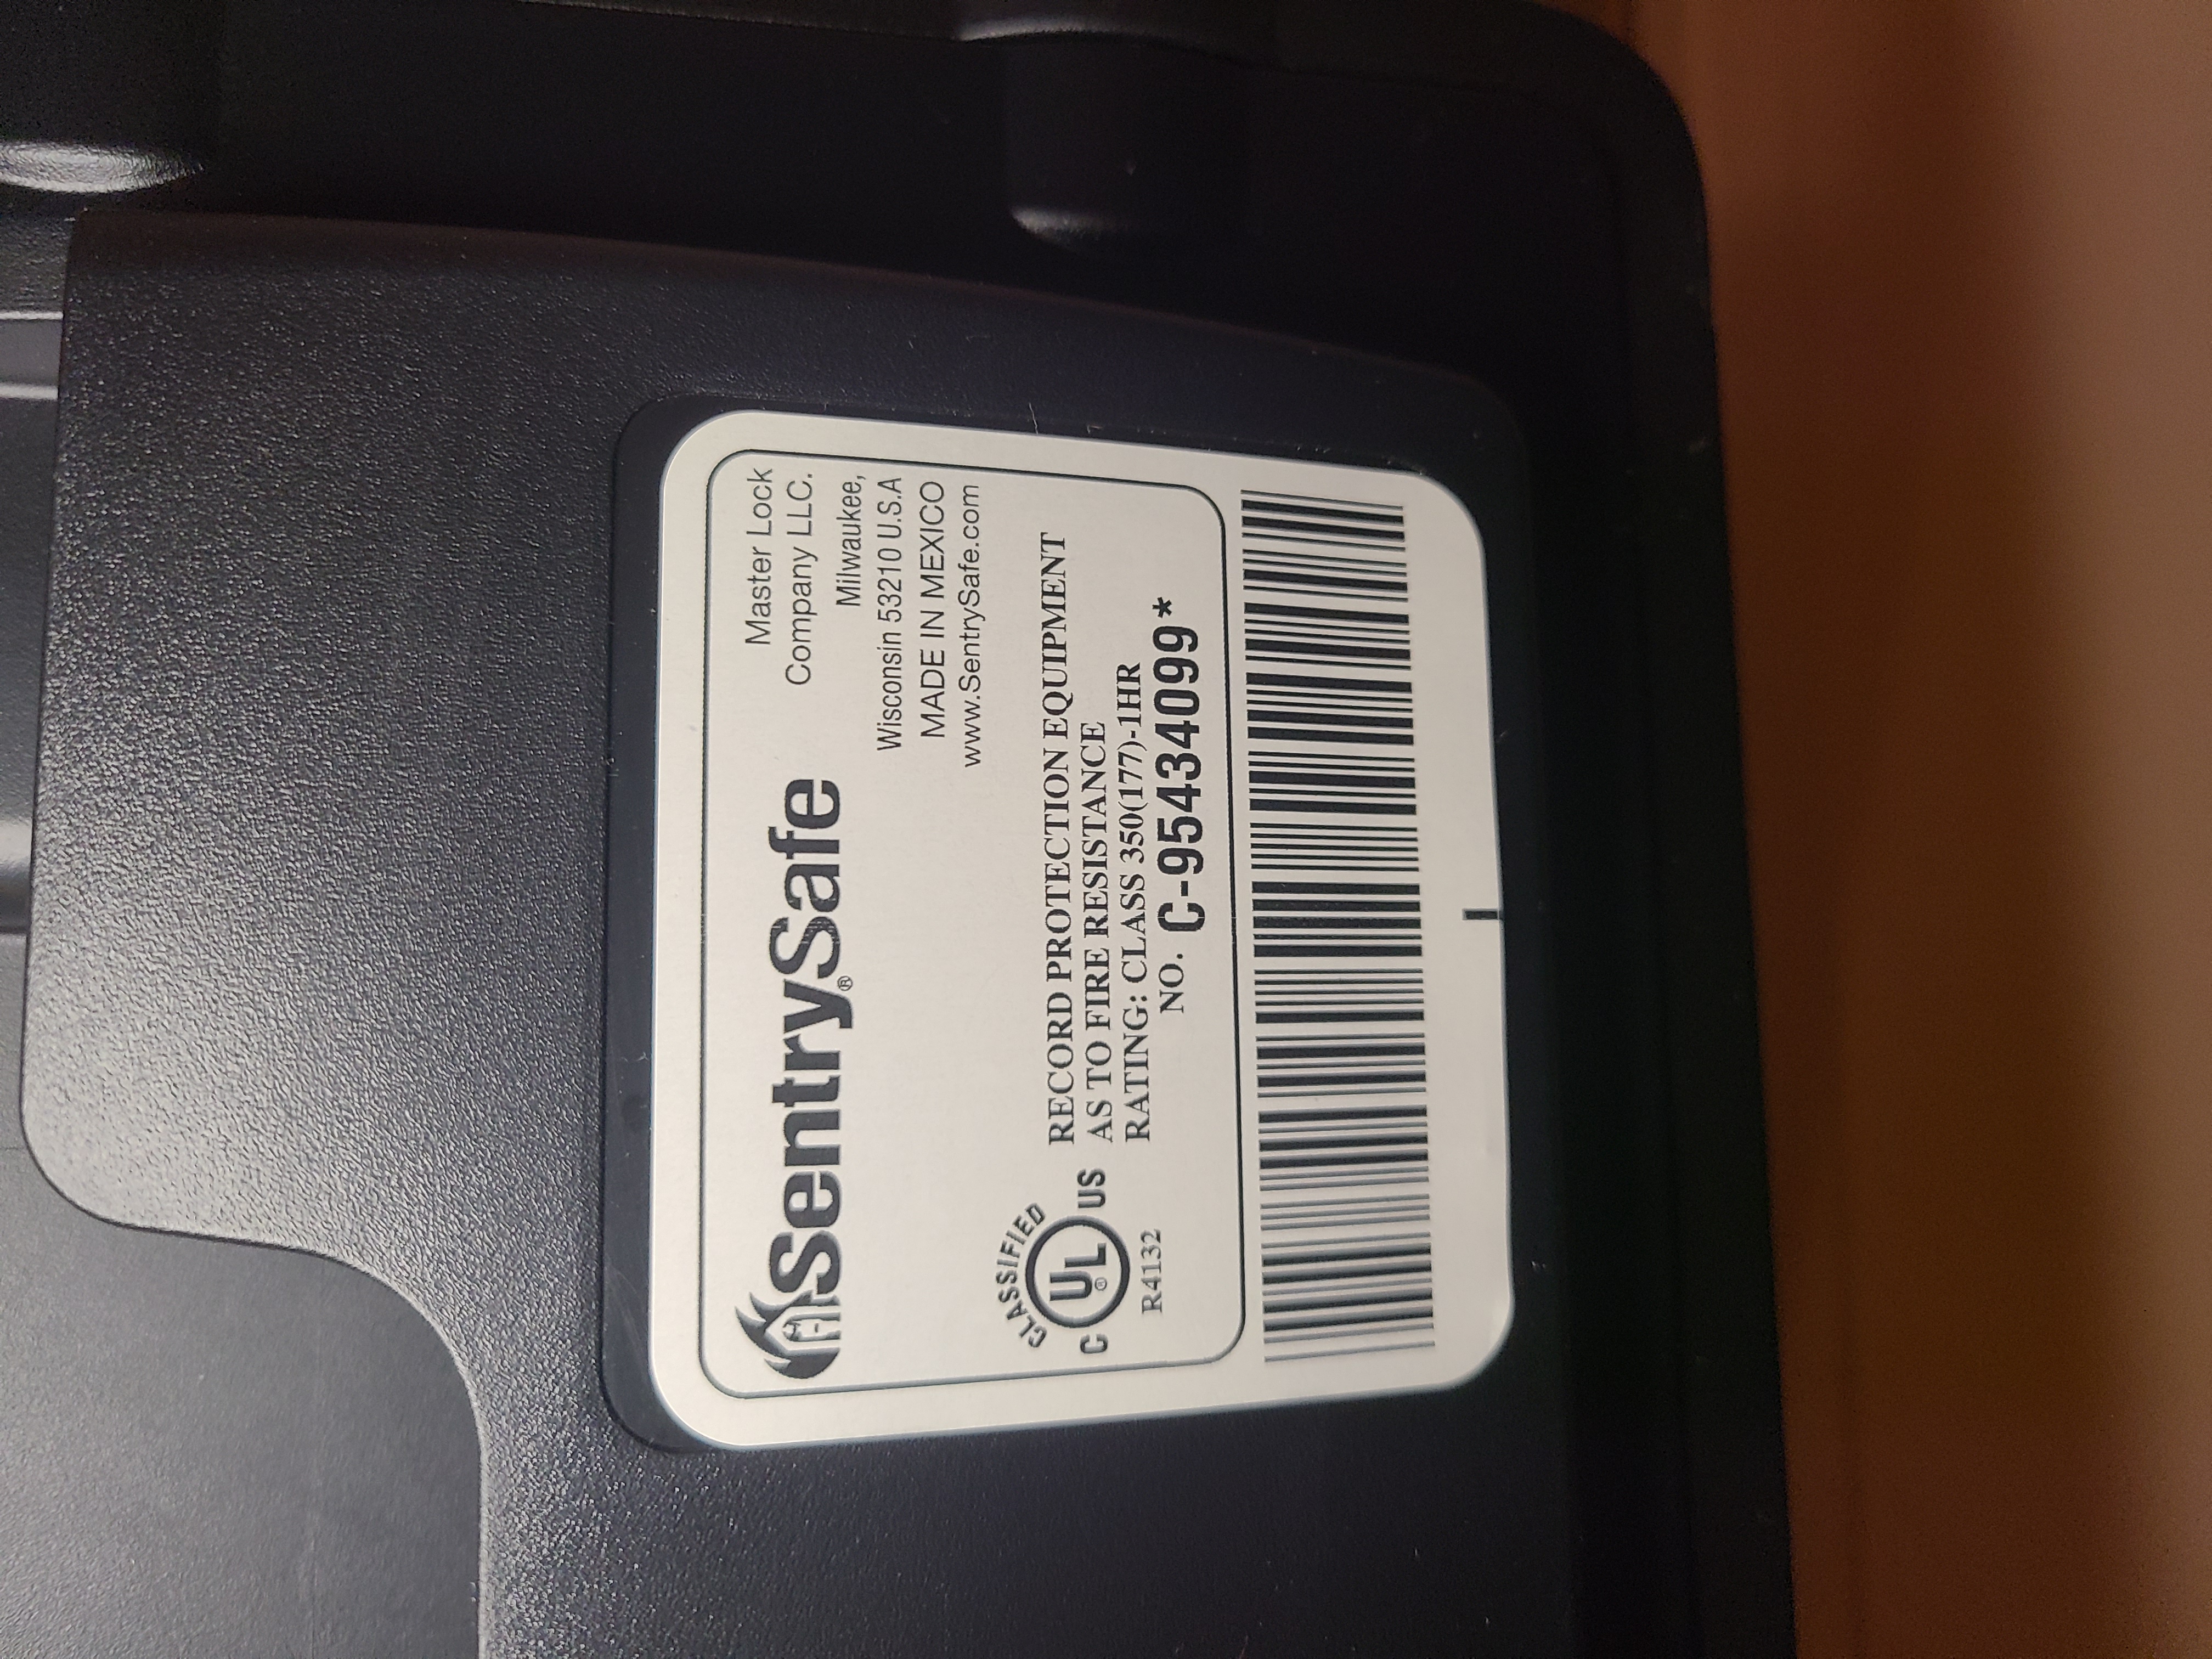 SentrySafe®
Master Lock
Company LLC.
Milwaukee,
Wisconsin 53210 U.S.A
MADE IN MEXICO
www.SentrySafe.com
CLASSIFIED
C UL® US
R4132
RECORD PROTECTION EQUIPMENT
AS TO FIRE RESISTANCE
RATING: CLASS 350(177)-1HR
NO. C-95434099*